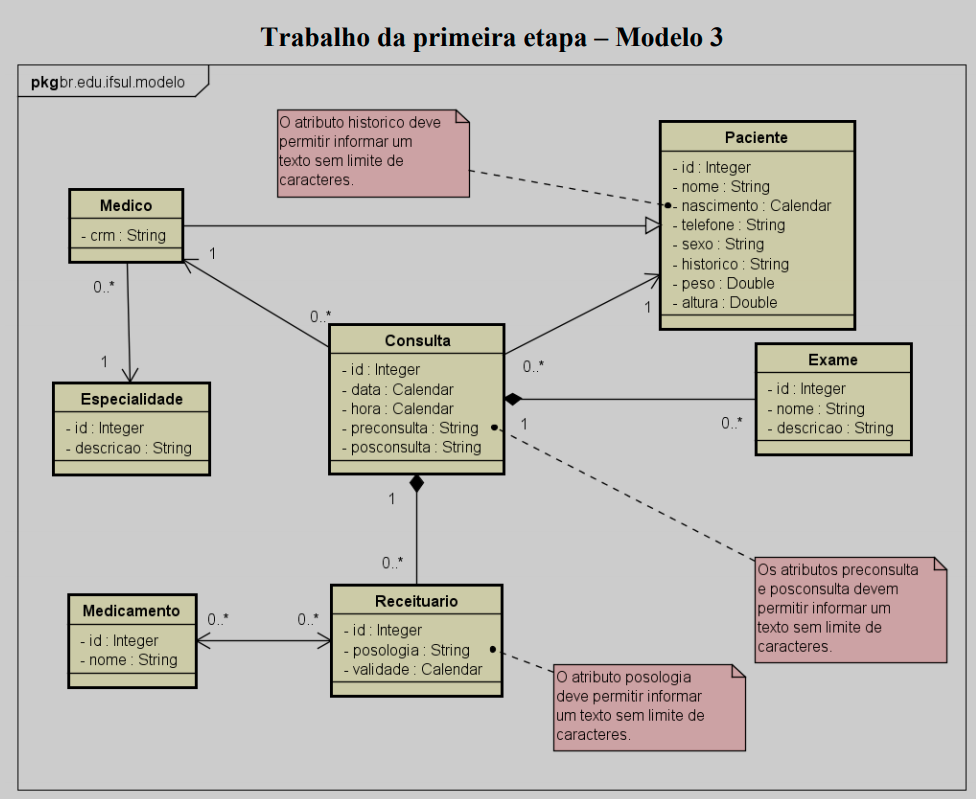 Trabalho da primeira etapa – Modelo 3
pkgbr.edu.ifsul.modelo
O atributo historico deve
permitir informar um
texto sem limite de
caracteres.
Paciente
- id : Integer
- nome : String
- nascimento : Calendar
- telefone : String
- sexo : String
- historico : String
- peso : Double
- altura : Double
Medico
- crm : String
1
0..*
0..*
1
0..*
1
Consulta
- id : Integer
- data : Calendar
- hora : Calendar
- preconsulta : String
- posconsulta : String
Exame
- id : Integer
- nome : String
- descricao : String
1
0..*
Especialidade
- id : Integer
- descricao : String
1
0..*
Os atributos preconsulta
e posconsulta devem
permitir informar um
texto sem limite de
caracteres.
Medicamento
- id : Integer
- nome : String
0..*
0..*
Receituario
- id : Integer
- posologia : String
- validade : Calendar
O atributo posologia
deve permitir informar
um texto sem limite de
caracteres.